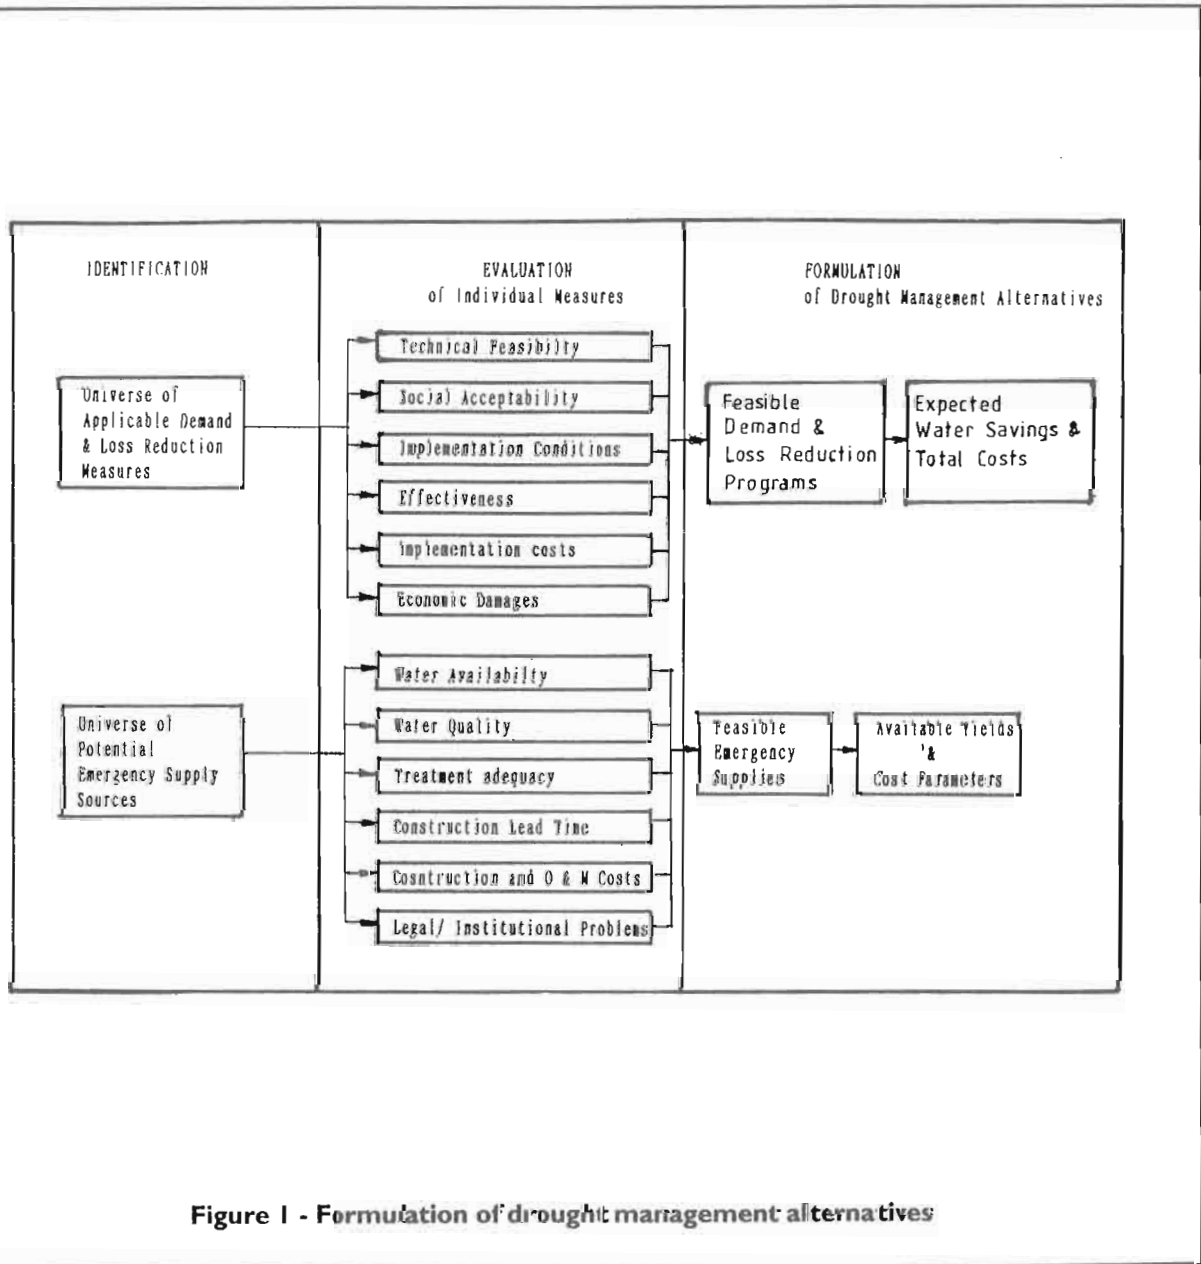 IDENTIFICATION
EVALUATION
of Individual Measures
FORMULATION
of Drought Management Alternatives
Universe of
Applicable Demand
& Loss Reduction
Measures
Technical Feasibilty
Social Acceptability
Implementation Conditions
Effectiveness
implementation costs
Economic Damages
Feasible
Demand &
Loss Reduction
Programs
Expected
Water Savings &
Total Costs
Universe of
Potential
Emergency Supply
Sources
Water Availabilty
Water Quality
Treatment adequacy
Construction Lead Time
Cosntruction and O & M Costs
Legal/ Institutional Problems
Feasible
Emergency
Supplies
Available Yields
'&
Cost Parameters
Figure 1 - Formulation of drought management alternatives